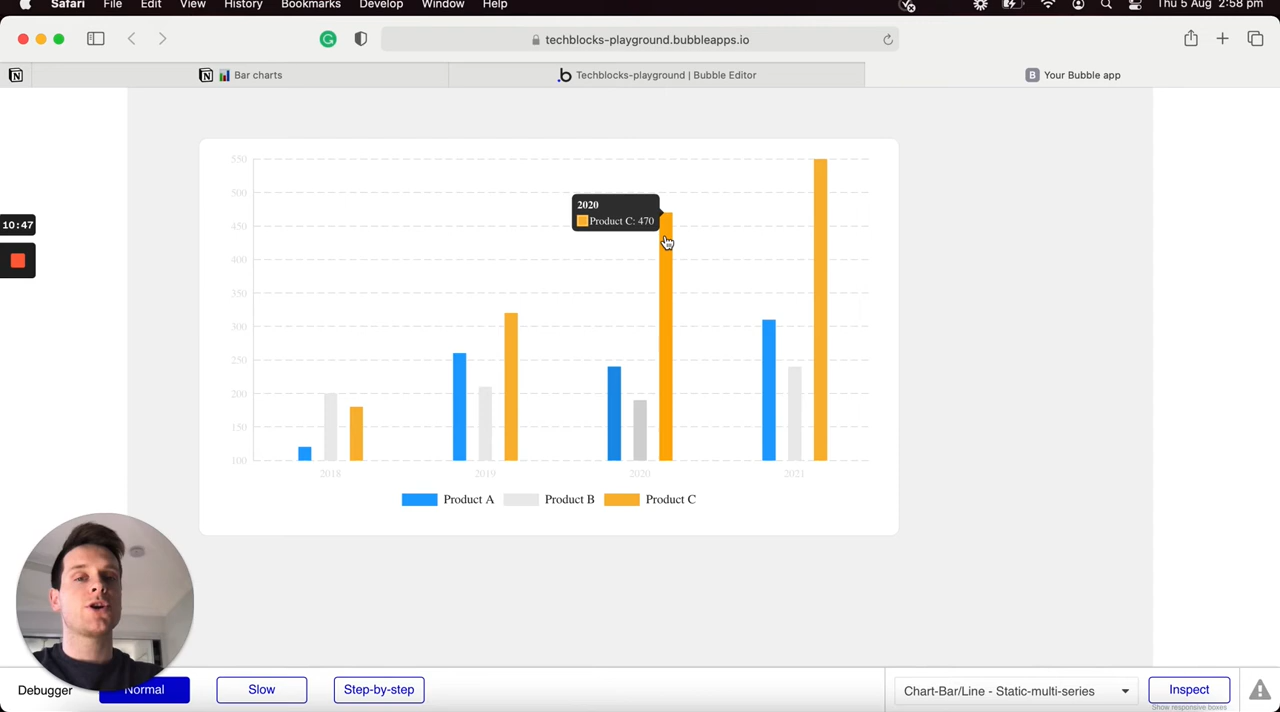 Safari File Edit View History Bookmarks Develop Window Help Thu 5 Aug 2:58 pm
techblocks-playground.bubbleapps.io
Bar charts
Techblocks-playground | Bubble Editor
Your Bubble app
10:47
550
500
450
400
350
300
250
200
150
100
2020
Product C: 470
2018 2019 2020 2021
Product A Product B Product C
Debugger Normal Slow Step-by-step Chart-Bar/Line - Static-multi-series Inspect
Show responsive boxes